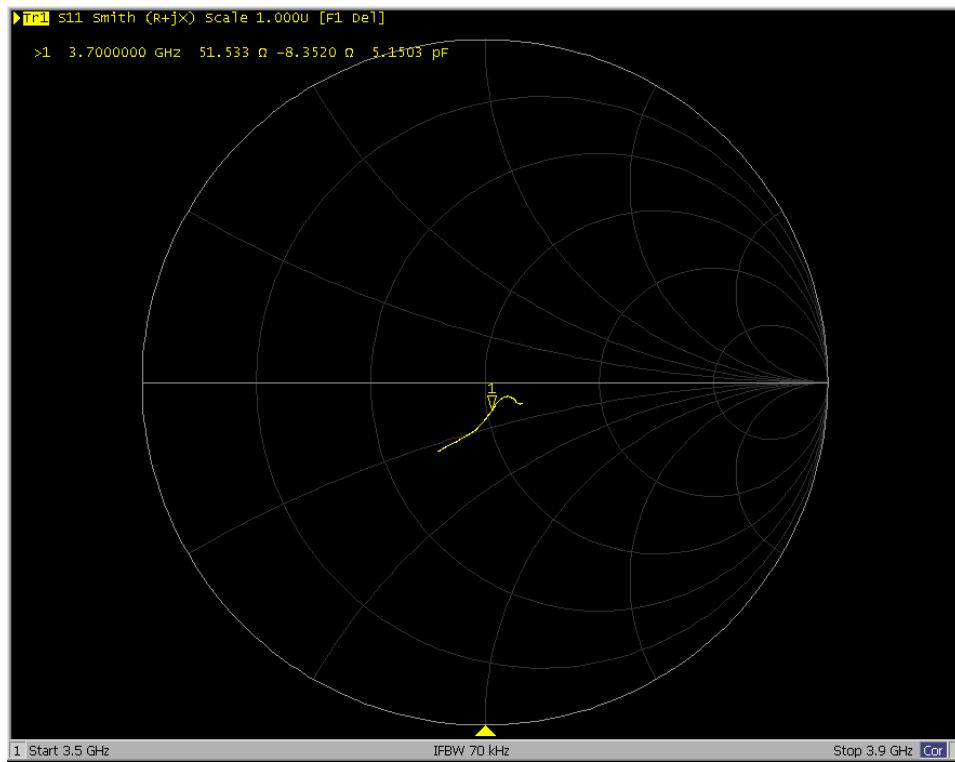 Tr1 S11 Smith (R+jX) Scale 1.000U [F1 Del]
>1 3.7000000 GHz 51.533 Ω -8.3520 Ω 5.1503 pF
1
1 Start 3.5 GHz IFBW 70 kHz Stop 3.9 GHz Cor